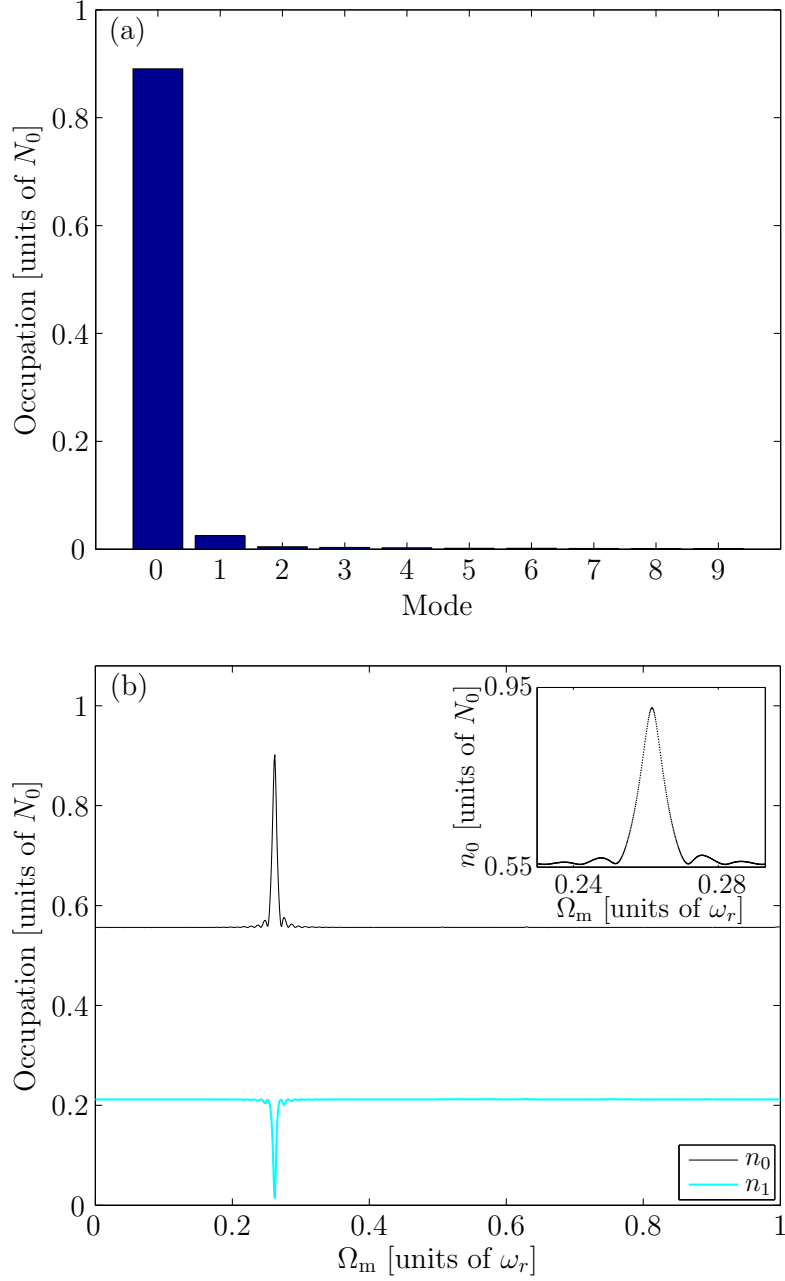 (a)
Occupation [units of N₀]
1
0.8
0.6
0.4
0.2
0
0 1 2 3 4 5 6 7 8 9
Mode
(b)
Occupation [units of N₀]
1
0.8
0.6
0.4
0.2
0
0 0.2 0.4 0.6 0.8 1
Ωₘ [units of ωᵣ]
n₀ [units of N₀]
0.95
0.55
0.24 0.28
Ωₘ [units of ωᵣ]
n₀
n₁